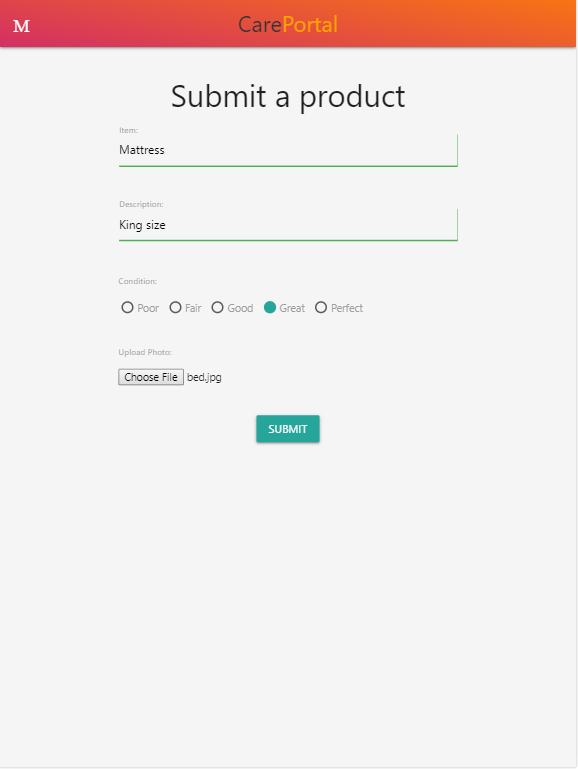 M
CarePortal
Submit a product
Item:
Mattress
Description:
King size
Condition:
Poor Fair Good Great Perfect
Upload Photo:
Choose File bed.jpg
SUBMIT